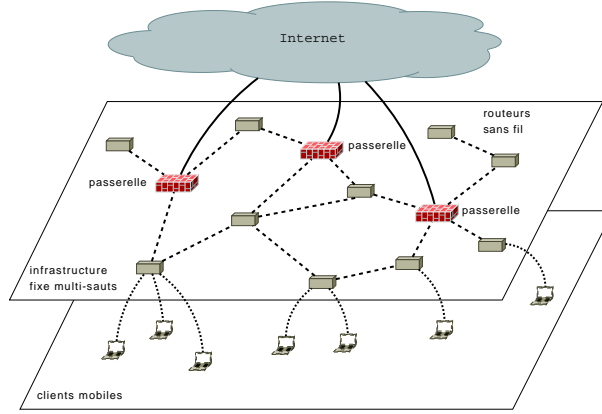 Internet
routeurs
sans fil
passerelle
passerelle
passerelle
infrastructure
fixe multi-sauts
clients mobiles